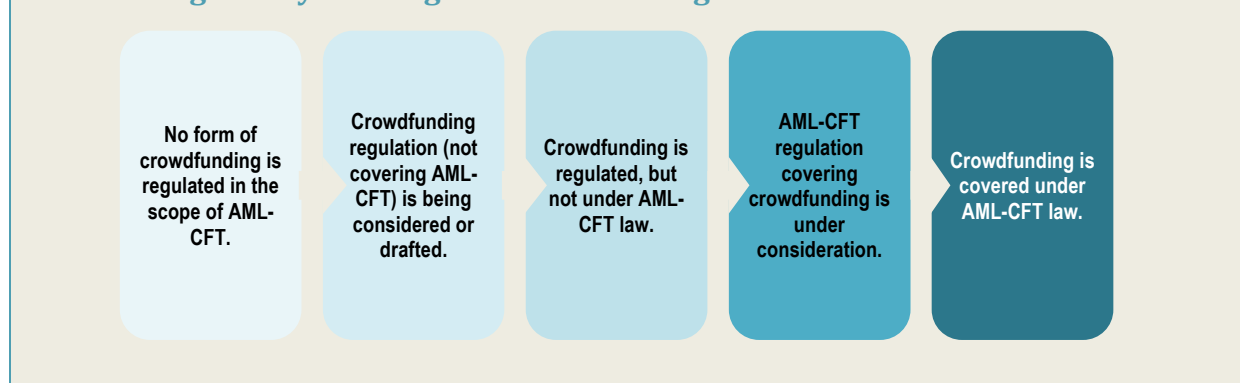 No form of
crowdfunding is
regulated in the
scope of AML-
CFT.
Crowdfunding
regulation (not
covering AML-
CFT) is being
considered or
drafted.
Crowdfunding is
regulated, but
not under AML-
CFT law.
AML-CFT
regulation
covering
crowdfunding is
under
consideration.
Crowdfunding is
covered under
AML-CFT law.